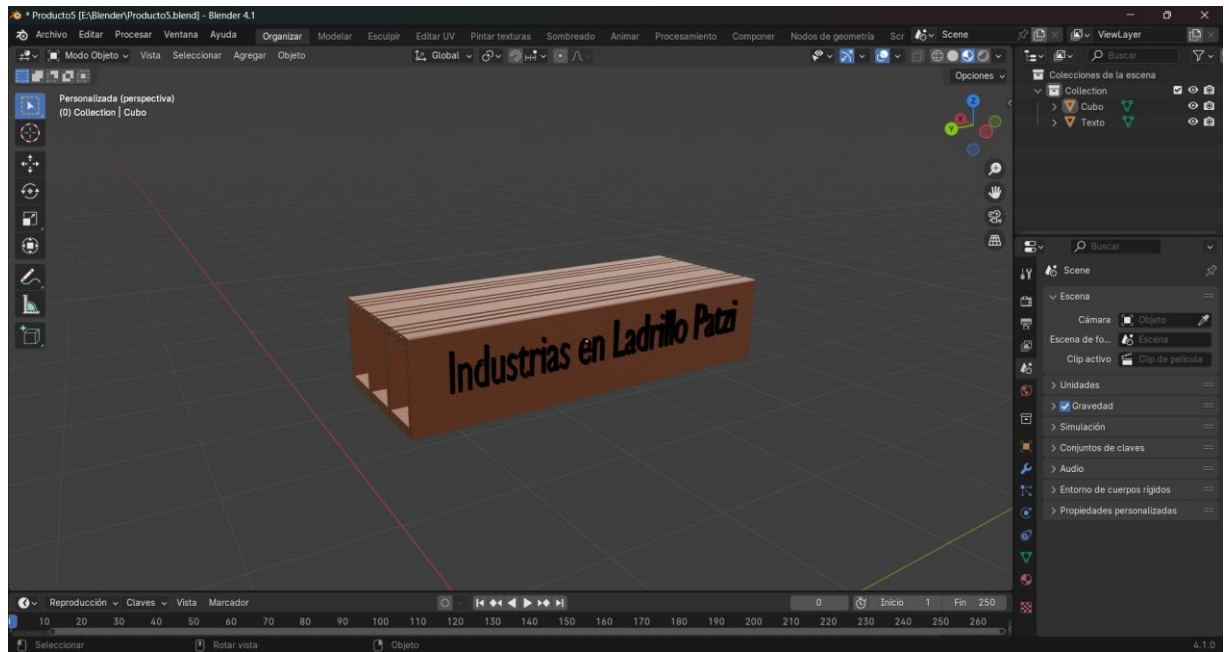 * Producto5 [E:\Blender\Producto5.blend] - Blender 4.1
Archivo Editar Procesar Ventana Ayuda Organizar Modelar Esculpir Editar UV Pintar texturas Sombreado Animar Procesamiento Componer Nodos de geometría Scr Scene ViewLayer
Modo Objeto Vista Seleccionar Agregar Objeto Global Buscar
Opciones
Personalizada (perspectiva)
(0) Collection | Cubo
Z
X
Y
Colecciones de la escena
Collection
Cubo
Texto
Industrias en Ladrillo Patzi
Buscar
Scene
Escena
Cámara Objeto
Escena de fo... Escena
Clip activo Clip de película
Unidades
Gravedad
Simulación
Conjuntos de claves
Audio
Entorno de cuerpos rígidos
Propiedades personalizadas
Reproducción Claves Vista Marcador 0 Inicio 1 Fin 250
10 20 30 40 50 60 70 80 90 100 110 120 130 140 150 160 170 180 190 200 210 220 230 240 250 260
Seleccionar Rotar vista Objeto 4.1.0